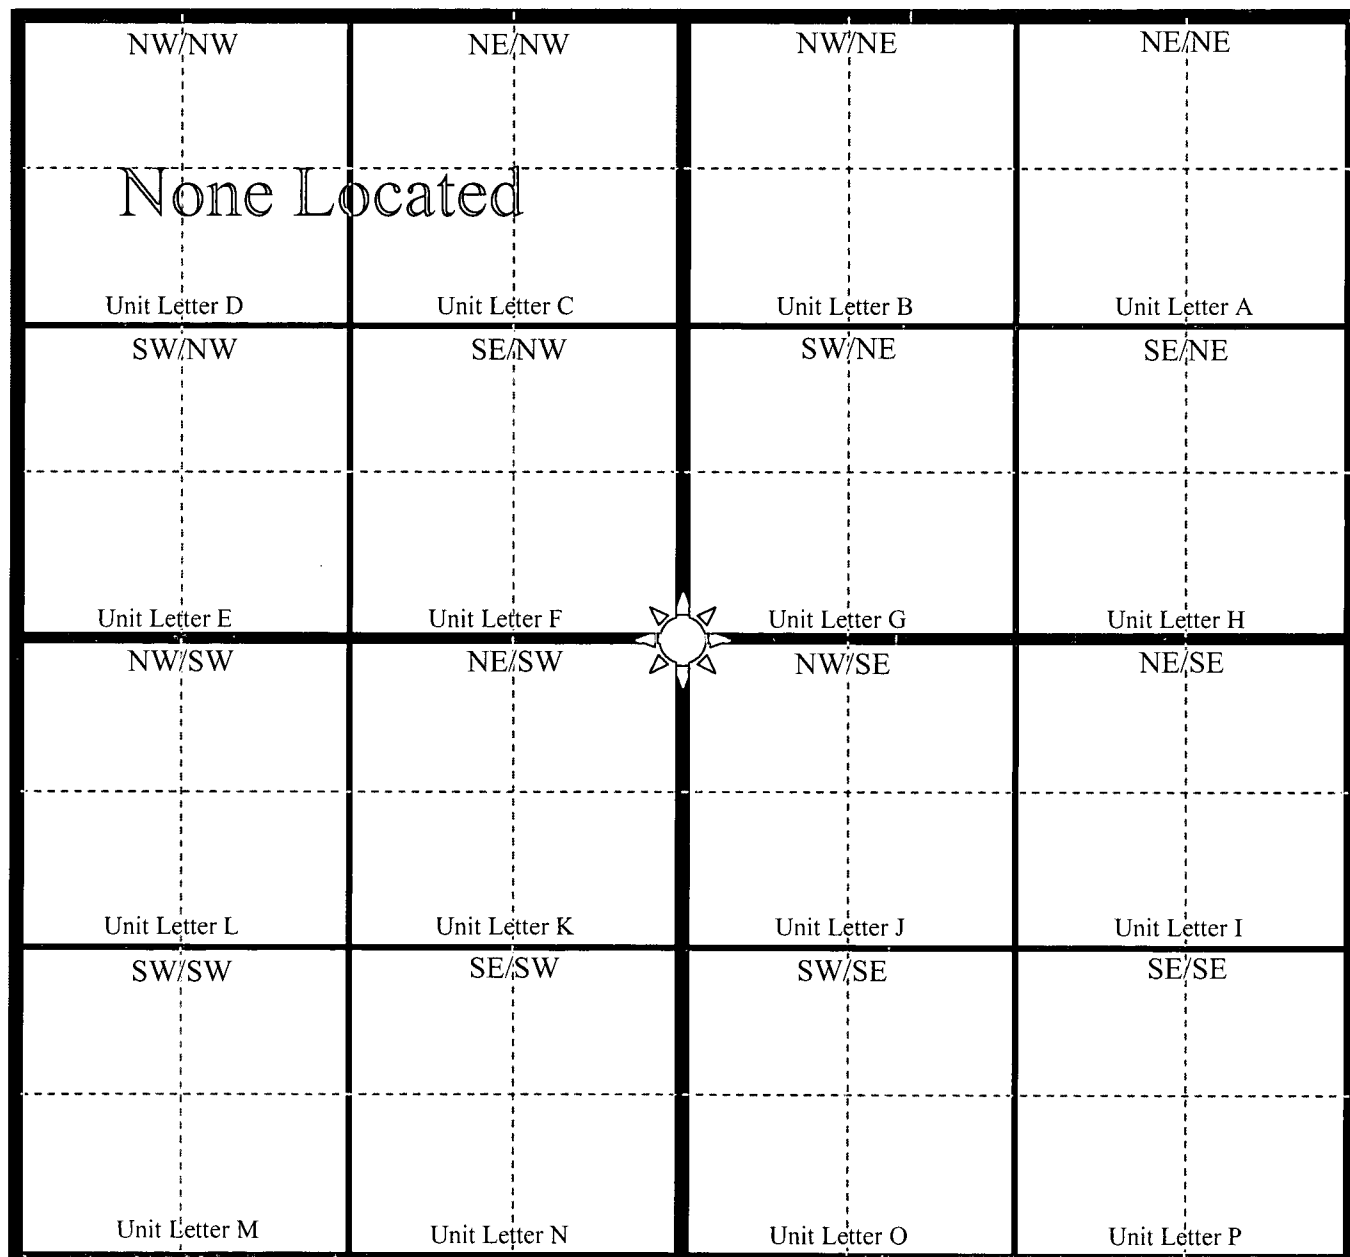 NW/NW NE/NW NW/NE NE/NE
None Located
Unit Letter D Unit Letter C Unit Letter B Unit Letter A
SW/NW SE/NW SW/NE SE/NE
Unit Letter E Unit Letter F Unit Letter G Unit Letter H
NW/SW NE/SW NW/SE NE/SE
Unit Letter L Unit Letter K Unit Letter J Unit Letter I
SW/SW SE/SW SW/SE SE/SE
Unit Letter M Unit Letter N Unit Letter O Unit Letter P